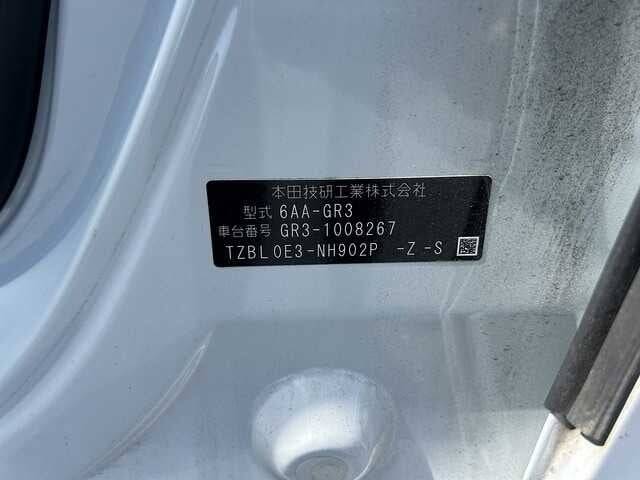 本田技研工業株式会社
型式 6AA-GR3
車台番号 GR3-1008267
TZBL0E3-NH902P -Z-S